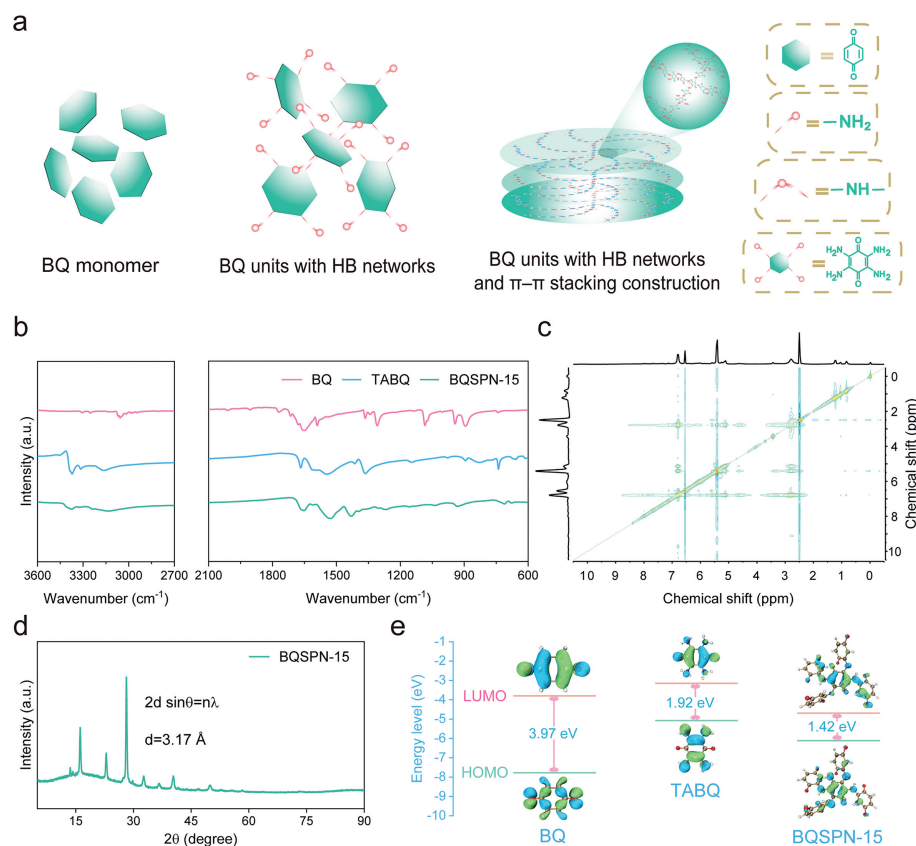 a
BQ monomer
BQ units with HB networks
BQ units with HB networks
and π–π stacking construction
=
O
O
=
NH₂
=
NH
=
O
H₂N
NH₂
H₂N
NH₂
O
b
Intensity (a.u.)
BQ
TABQ
BQSPN-15
3600
3000
2700
Wavenumber (cm⁻¹)
2100
1800
1500
1200
900
600
Wavenumber (cm⁻¹)
c
0
2
4
6
8
10
Chemical shift (ppm)
10
9
8
7
6
5
4
3
2
1
0
Chemical shift (ppm)
d
Intensity (a.u.)
BQSPN-15
2d sinθ=nλ
d=3.17 Å
15
30
45
60
75
90
2θ (degree)
e
Energy level (eV)
-1
-2
-3
-4
-5
-6
-7
-8
-9
-10
LUMO
HOMO
3.97 eV
BQ
1.92 eV
TABQ
1.42 eV
BQSPN-15